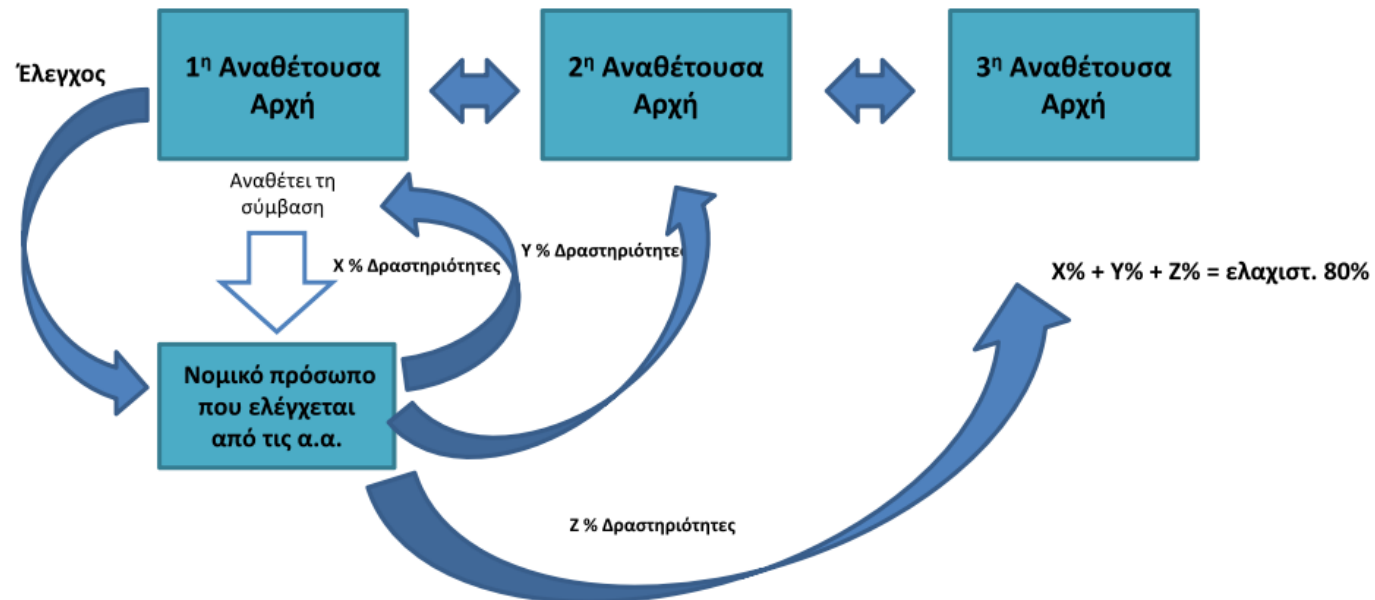 Έλεγχος
1η Αναθέτουσα
Αρχή
2η Αναθέτουσα
Αρχή
3η Αναθέτουσα
Αρχή
Αναθέτει τη
σύμβαση
X % Δραστηριότητες
Y % Δραστηριότητες
X% + Y% + Z% = ελαχιστ. 80%
Νομικό πρόσωπο
που ελέγχεται
από τις α.α.
Z % Δραστηριότητες